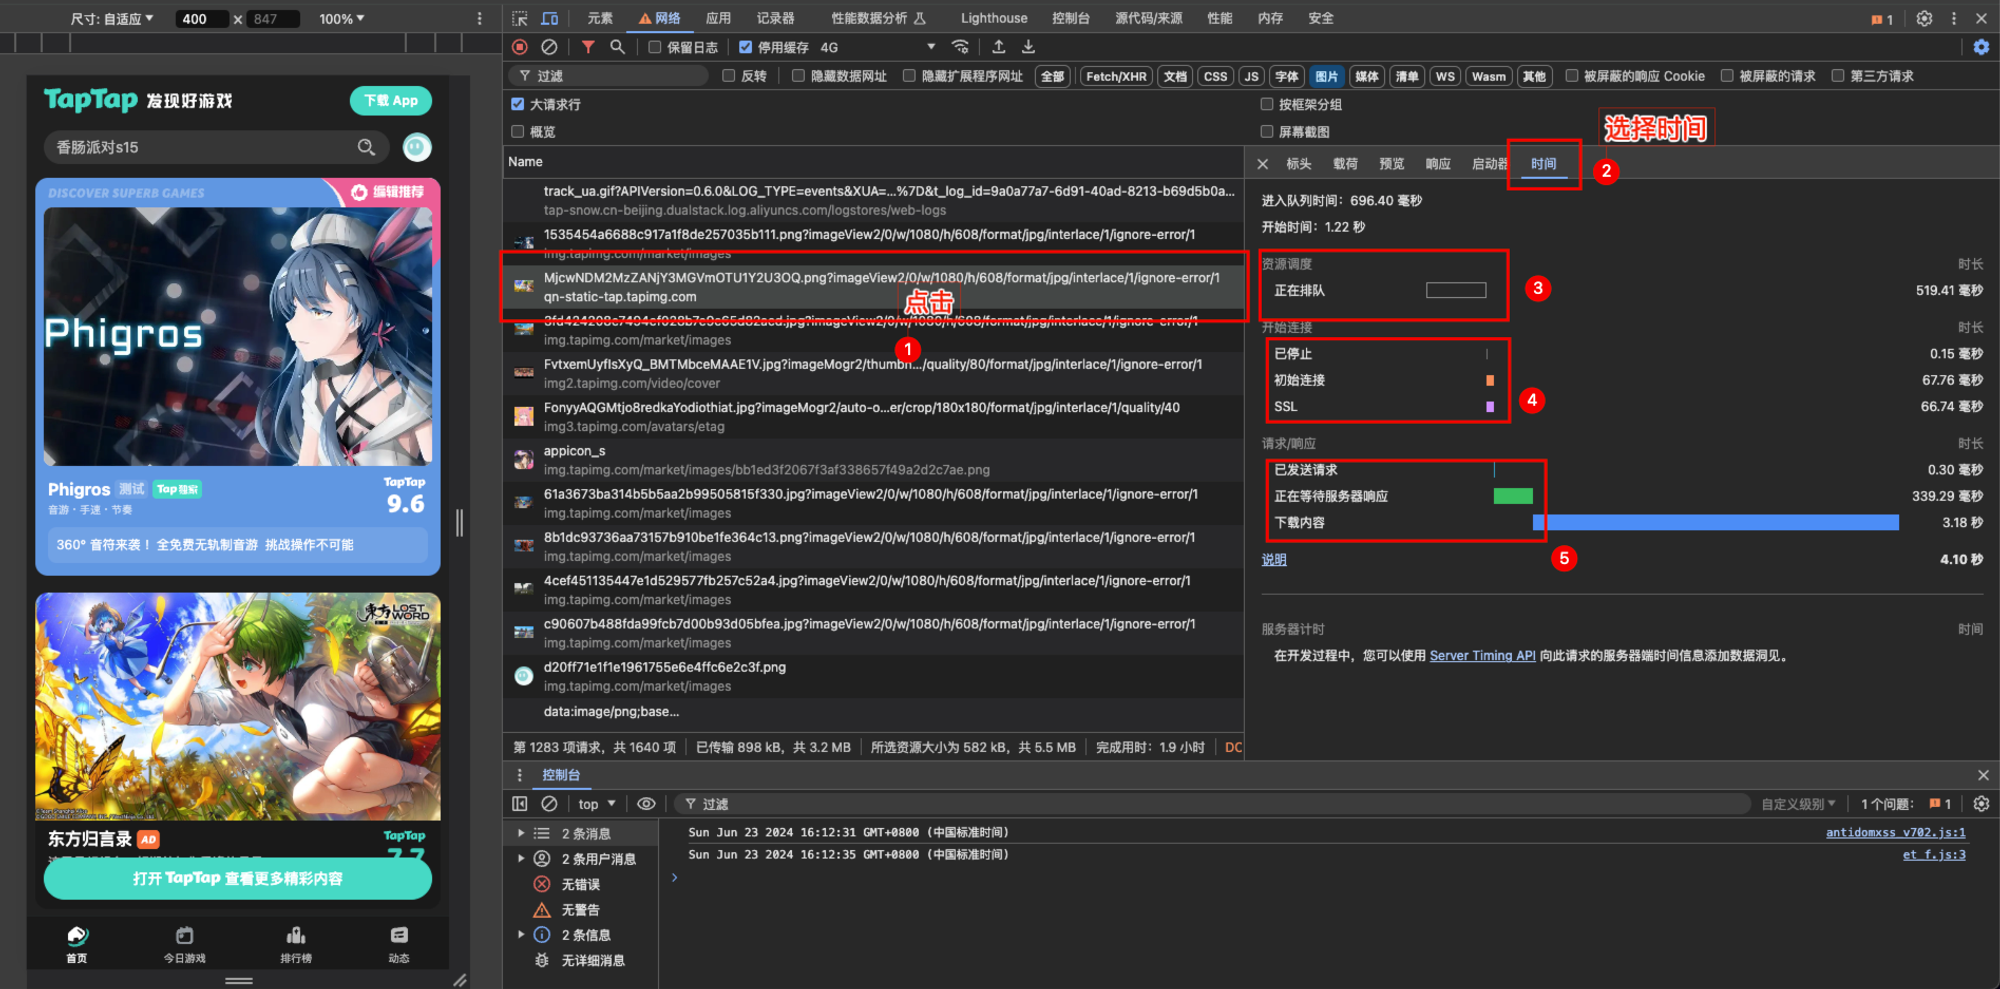 尺寸: 自适应 400 x 847 100%
元素 网络 应用 记录器 性能数据分析 Lighthouse 控制台 源代码/来源 性能 内存 安全 1
保留日志 停用缓存 4G
过滤 反转 隐藏数据网址 隐藏扩展程序网址 全部 Fetch/XHR 文档 CSS JS 字体 图片 媒体 清单 WS Wasm 其他 被屏蔽的响应 Cookie 被屏蔽的请求 第三方请求
大请求行 按框架分组
概览 屏幕截图
选择时间
TapTap 发现好游戏 下载 App
香肠派对s15
DISCOVER SUPERB GAMES 编辑推荐
Phigros
Phigros 测试 Tap独家
音游・手速・节奏
TapTap
9.6
360° 音符来袭！ 全免费无轨制音游 挑战操作不可能
東方LOST WORD
东方归言录 AD
TapTap
7.7
打开 TapTap 查看更多精彩内容
首页 今日游戏 排行榜 动态
Name
track_ua.gif?APIVersion=0.6.0&LOG_TYPE=events&XUA=...%7D&t_log_id=9a0a77a7-6d91-40ad-8213-b69d5b0a...
tap-snow.cn-beijing.dualstack.log.aliyuncs.com/logstores/web-logs
1535454a6688c917a1f8de257035b111.png?imageView2/0/w/1080/h/608/format/jpg/interlace/1/ignore-error/1
img.tapimg.com/market/images
MjcwNDM2MzZANjY3MGVmOTU1Y2U3OQ.png?imageView2/0/w/1080/h/608/format/jpg/interlace/1/ignore-error/1
qn-static-tap.tapimg.com
点击
1
img.tapimg.com/market/images
FvtxemUyfIsXyQ_BMTMbceMAAE1V.jpg?imageMogr2/thumbn.../quality/80/format/jpg/interlace/1/ignore-error/1
img2.tapimg.com/video/cover
FonyyAQGMtjo8redkaYodiothiat.jpg?imageMogr2/auto-o...er/crop/180x180/format/jpg/interlace/1/quality/40
img3.tapimg.com/avatars/etag
appicon_s
img.tapimg.com/market/images/bb1ed3f2067f3af338657f49a2d2c7ae.png
61a3673ba314b5b5aa2b99505815f330.jpg?imageView2/0/w/1080/h/608/format/jpg/interlace/1/ignore-error/1
img.tapimg.com/market/images
8b1dc93736aa73157b910be1fe364c13.png?imageView2/0/w/1080/h/608/format/jpg/interlace/1/ignore-error/1
img.tapimg.com/market/images
4cef451135447e1d529577fb257c52a4.jpg?imageView2/0/w/1080/h/608/format/jpg/interlace/1/ignore-error/1
img.tapimg.com/market/images
c90607b488fda99fcb7d00b93d05bfea.jpg?imageView2/0/w/1080/h/608/format/jpg/interlace/1/ignore-error/1
img.tapimg.com/market/images
d20ff71e1f1e1961755e6e4ffc6e2c3f.png
img.tapimg.com/market/images
data:image/png;base...
第 1283 项请求，共 1640 项 已传输 898 kB，共 3.2 MB 所选资源大小为 582 kB，共 5.5 MB 完成用时：1.9 小时 DC
标头 载荷 预览 响应 启动器 时间 2
进入队列时间：696.40 毫秒
开始时间：1.22 秒
资源调度 时长
正在排队 3 519.41 毫秒
开始连接 时长
已停止 0.15 毫秒
初始连接 67.76 毫秒
SSL 4 66.74 毫秒
请求/响应 时长
已发送请求 0.30 毫秒
正在等待服务器响应 339.29 毫秒
下载内容 3.18 秒
说明 5 4.10 秒
服务器计时 时间
在开发过程中，您可以使用 Server Timing API 向此请求的服务器端时间信息添加数据洞见。
控制台
top 过滤 自定义级别 1 个问题： 1
2 条消息
2 条用户消息
无错误
无警告
2 条信息
无详细消息
Sun Jun 23 2024 16:12:31 GMT+0800 (中国标准时间) antidomxss_v702.js:1
Sun Jun 23 2024 16:12:35 GMT+0800 (中国标准时间) et_f.js:3